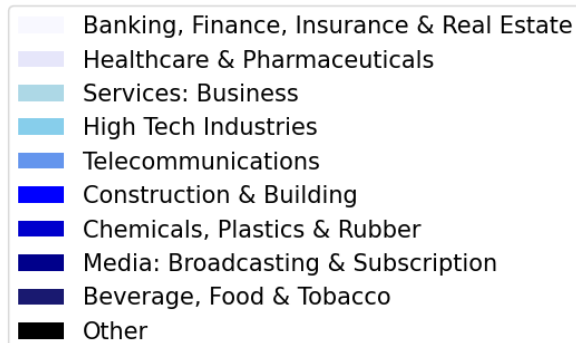 Banking, Finance, Insurance & Real Estate
Healthcare & Pharmaceuticals
Services: Business
High Tech Industries
Telecommunications
Construction & Building
Chemicals, Plastics & Rubber
Media: Broadcasting & Subscription
Beverage, Food & Tobacco
Other